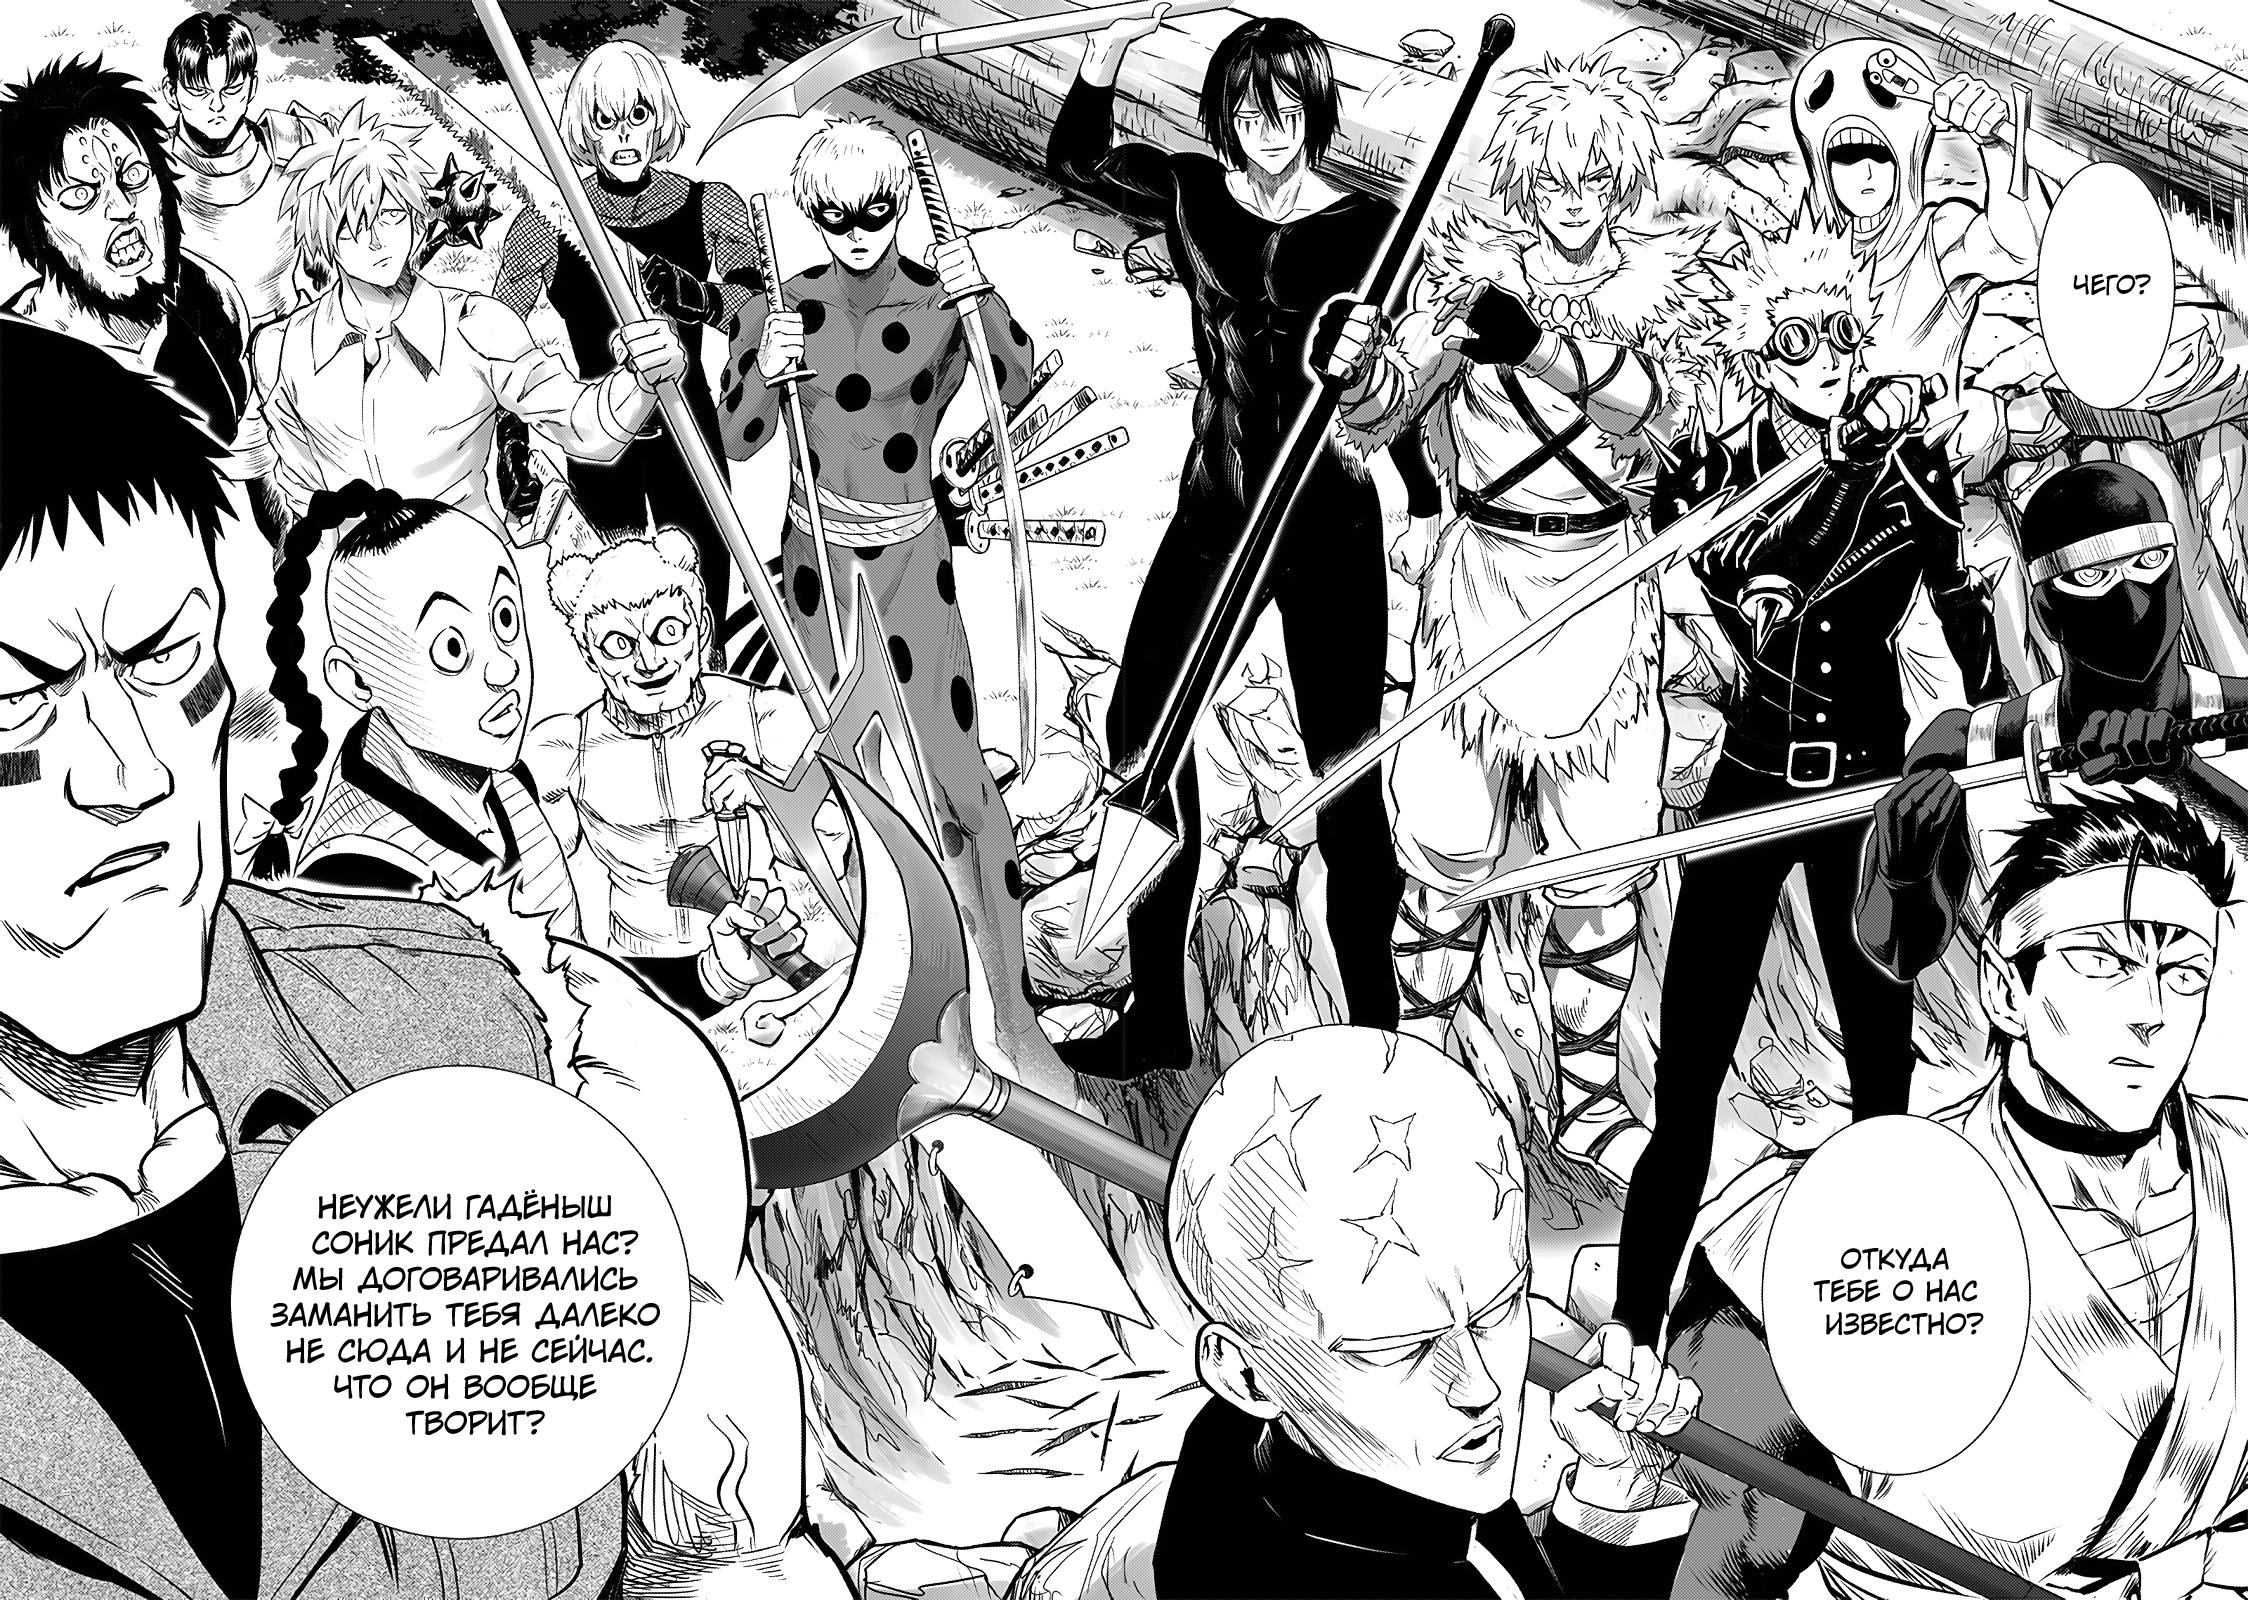 ЧЕГО?
ОТКУДА
ТЕБЕ О НАС
ИЗВЕСТНО?
НЕУЖЕЛИ ГАДЁНЫШ
СОНИК ПРЕДАЛ НАС?
МЫ ДОГОВАРИВАЛИСЬ
ЗАМАНИТЬ ТЕБЯ ДАЛЕКО
НЕ СЮДА И НЕ СЕЙЧАС.
ЧТО ОН ВООБЩЕ
ТВОРИТ?